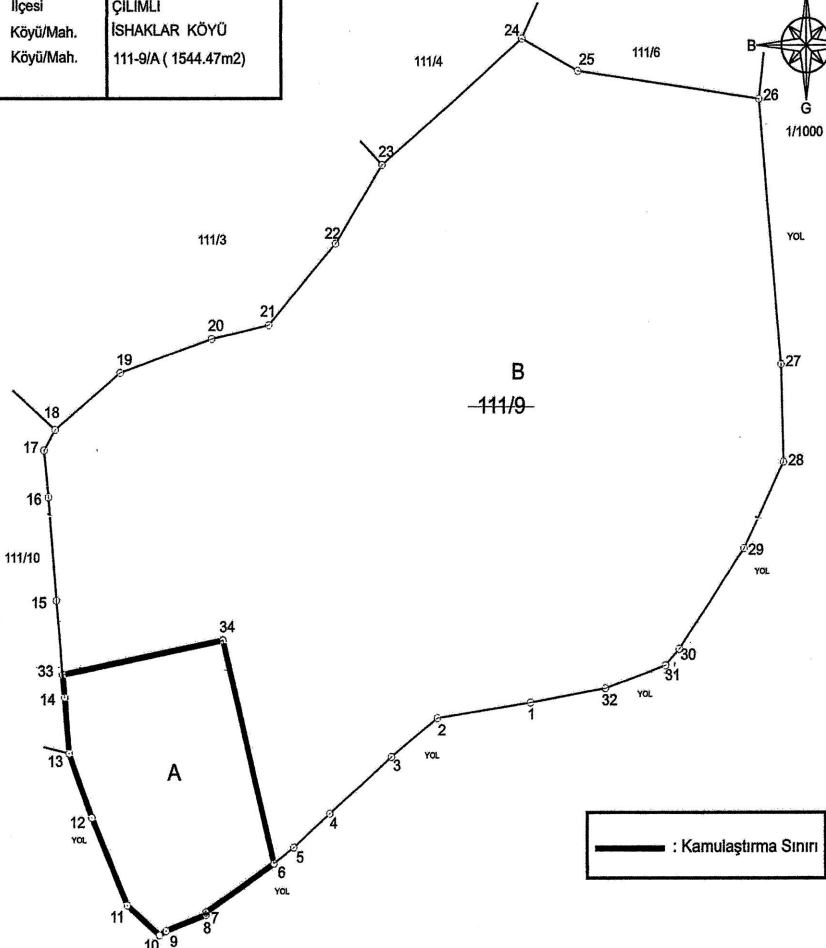 İlçesi ÇİLİMLİ
Köyü/Mah. İSHAKLAR KÖYÜ
Köyü/Mah. 111-9/A ( 1544.47m2)
24
25
111/6
111/4
B
26
G
1/1000
23
22
YOL
111/3
21
20
19
27
B
111/9
18
17
28
16
29
111/10
YOL
15
34
30
33
31
14
32
YOL
1
2
13
3
YOL
A
12
4
YOL
5
: Kamulaştırma Sınırı
6
YOL
11
7
8
9
10